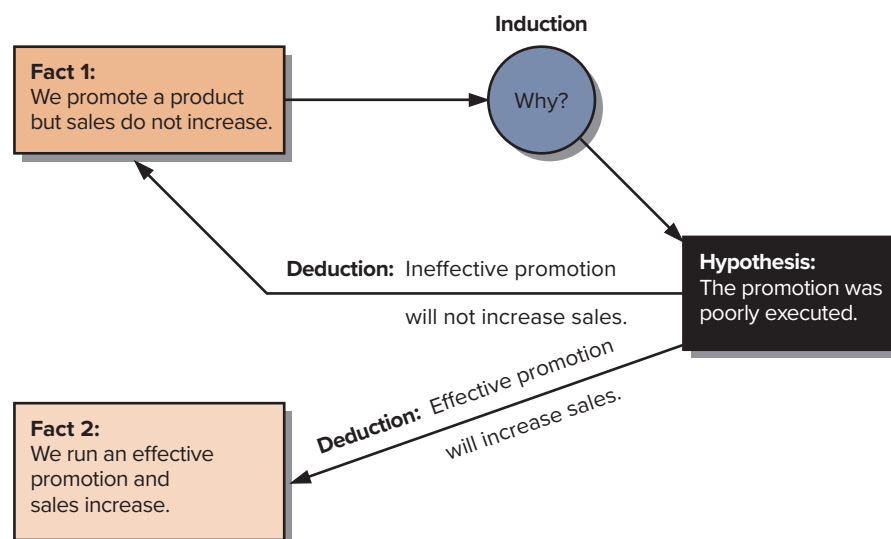 Induction
Fact 1:
We promote a product
but sales do not increase.
Why?
Deduction: Ineffective promotion
will not increase sales.
Hypothesis:
The promotion was
poorly executed.
Deduction: Effective promotion
will increase sales.
Fact 2:
We run an effective
promotion and
sales increase.